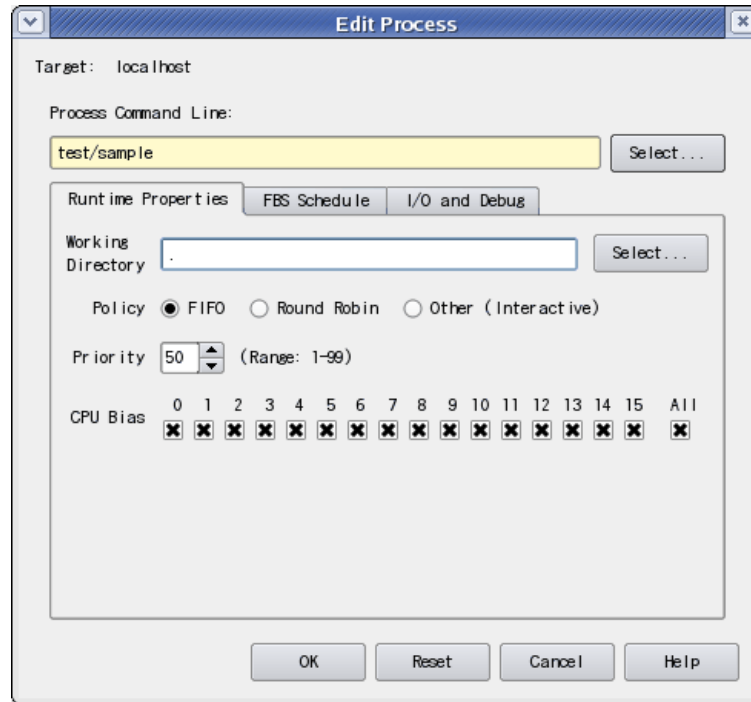 Edit Process
Target: localhost
Process Command Line:
test/sample Select...
Runtime Properties FBS Schedule I/O and Debug
Working Directory . Select...
Policy FIFO Round Robin Other (Interactive)
Priority 50 (Range: 1-99)
0 1 2 3 4 5 6 7 8 9 10 11 12 13 14 15 All
CPU Bias
OK Reset Cancel Help